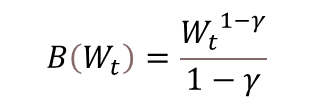 B(W_t) = W_t^{1−γ} / (1 − γ)